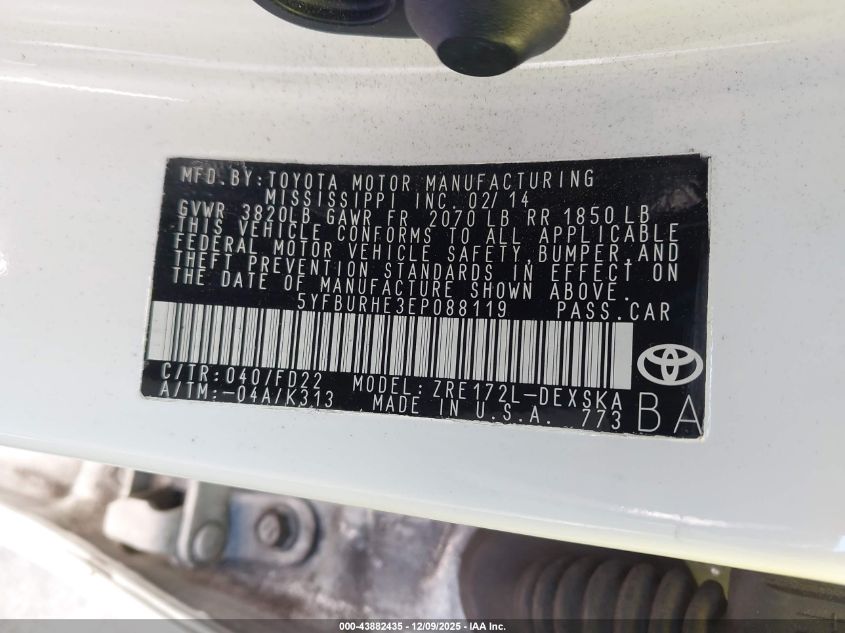 MFD. BY: TOYOTA MOTOR MANUFACTURING
MISSISSIPPI INC. 02/14
GVWR 3820LB GAWR FR 2070 LB RR 1850 LB
THIS VEHICLE CONFORMS TO ALL APPLICABLE
FEDERAL MOTOR VEHICLE SAFETY, BUMPER, AND
THEFT PREVENTION STANDARDS IN EFFECT ON
THE DATE OF MANUFACTURE SHOWN ABOVE.
5YFBURHE3EP088119 PASS. CAR
C/TR: 040/FD22 MODEL: ZRE172L-DEXSKA
A/TM: -04A/K313 MADE IN U.S.A. 773 BA
000-43882435 - 12/09/2025 - IAA Inc.